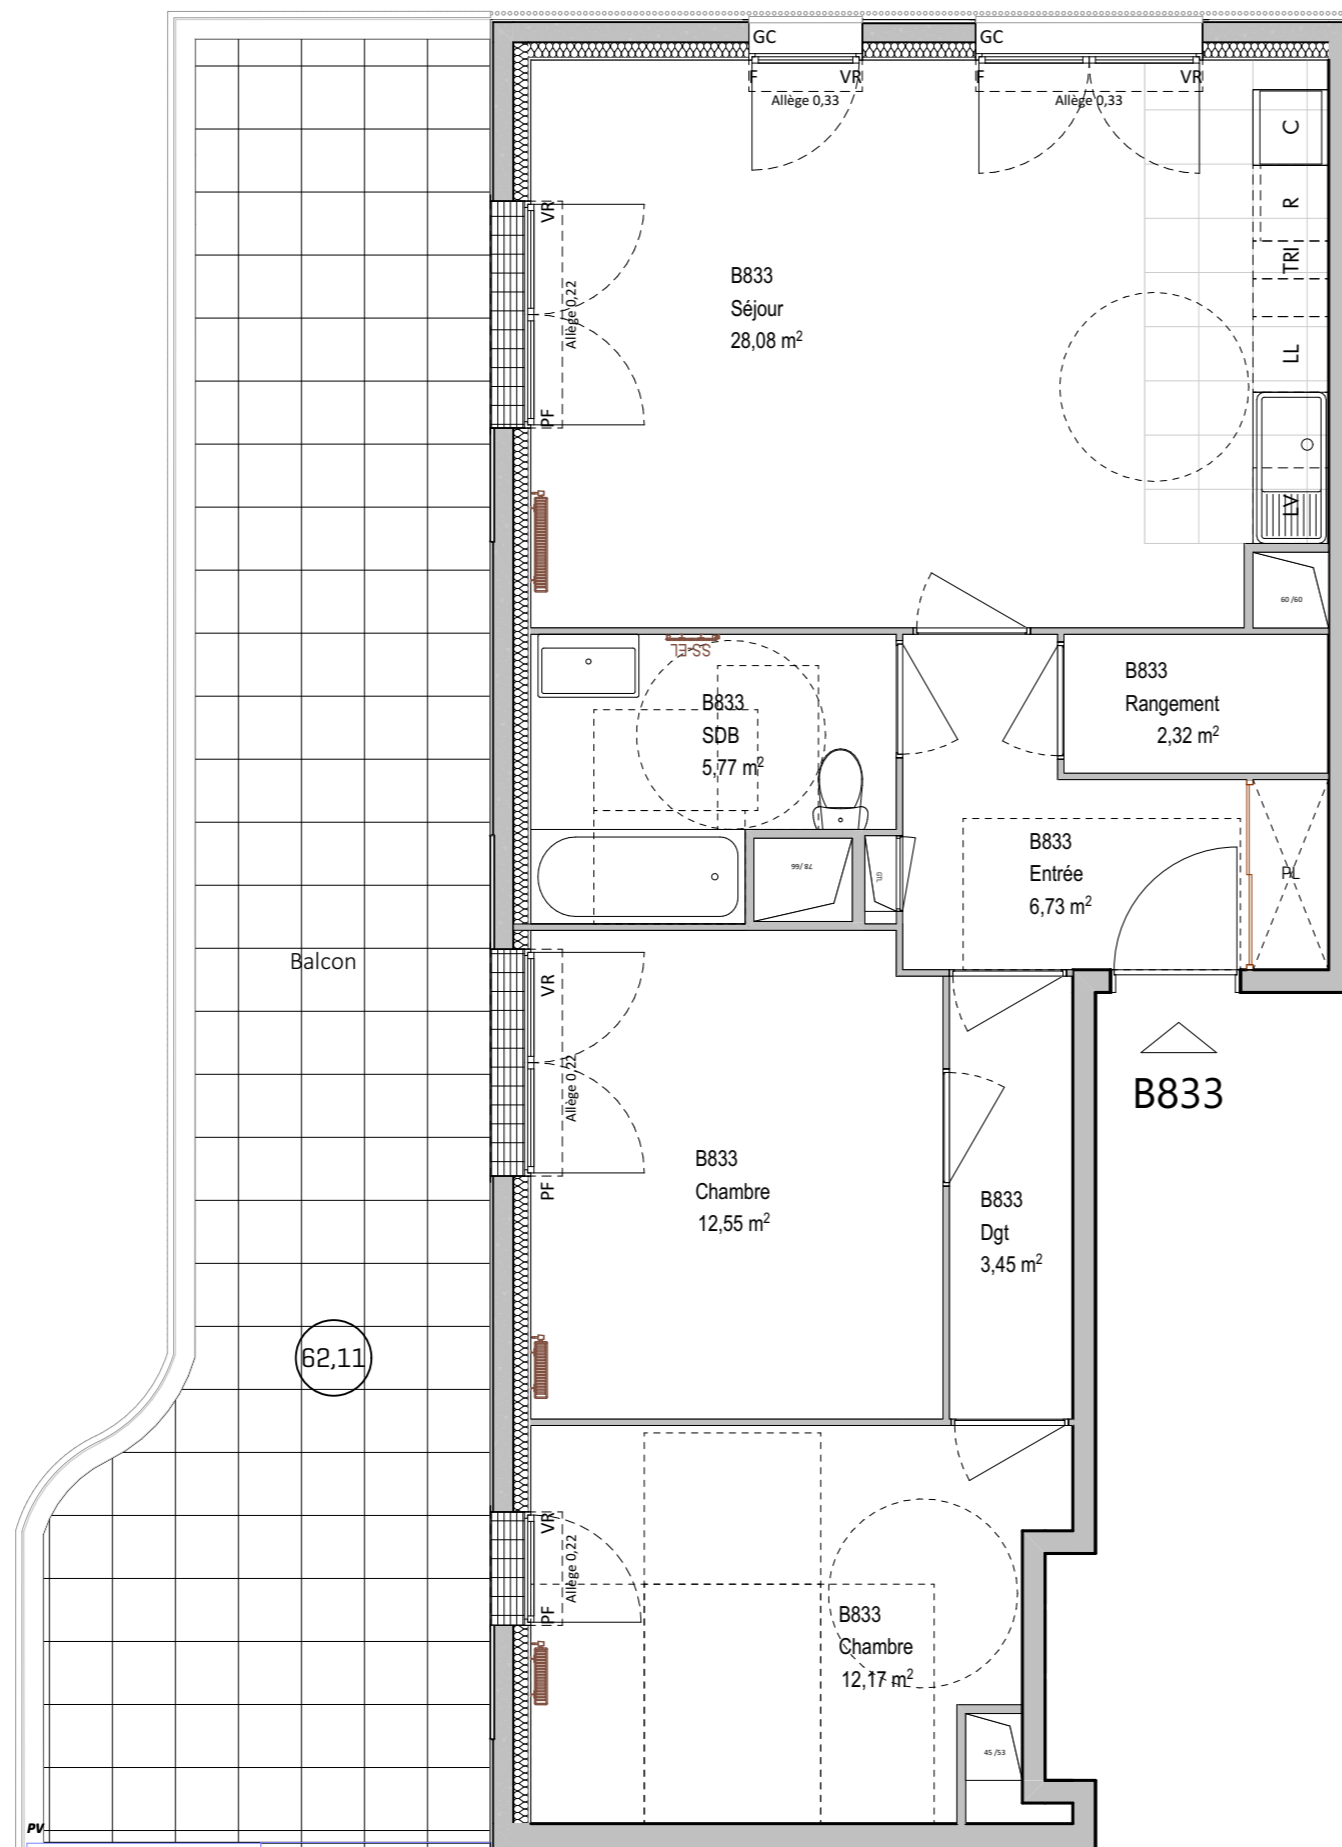 GC
GC
F
VR
F
VR
Allège 0,33
Allège 0,33
C
R
TRI
LL
LV
VR
Allège 0,22
PF
B833
Séjour
28,08 m²
60 /60
SS-EL
B833
SDB
5,77 m²
B833
Rangement
2,32 m²
78 /66
GTL
B833
Entrée
6,73 m²
PL
Balcon
VR
Allège 0,22
PF
B833
B833
Chambre
12,55 m²
B833
Dgt
3,45 m²
62,11
VR
Allège 0,22
PF
B833
Chambre
12,17 m²
45 /53
PV